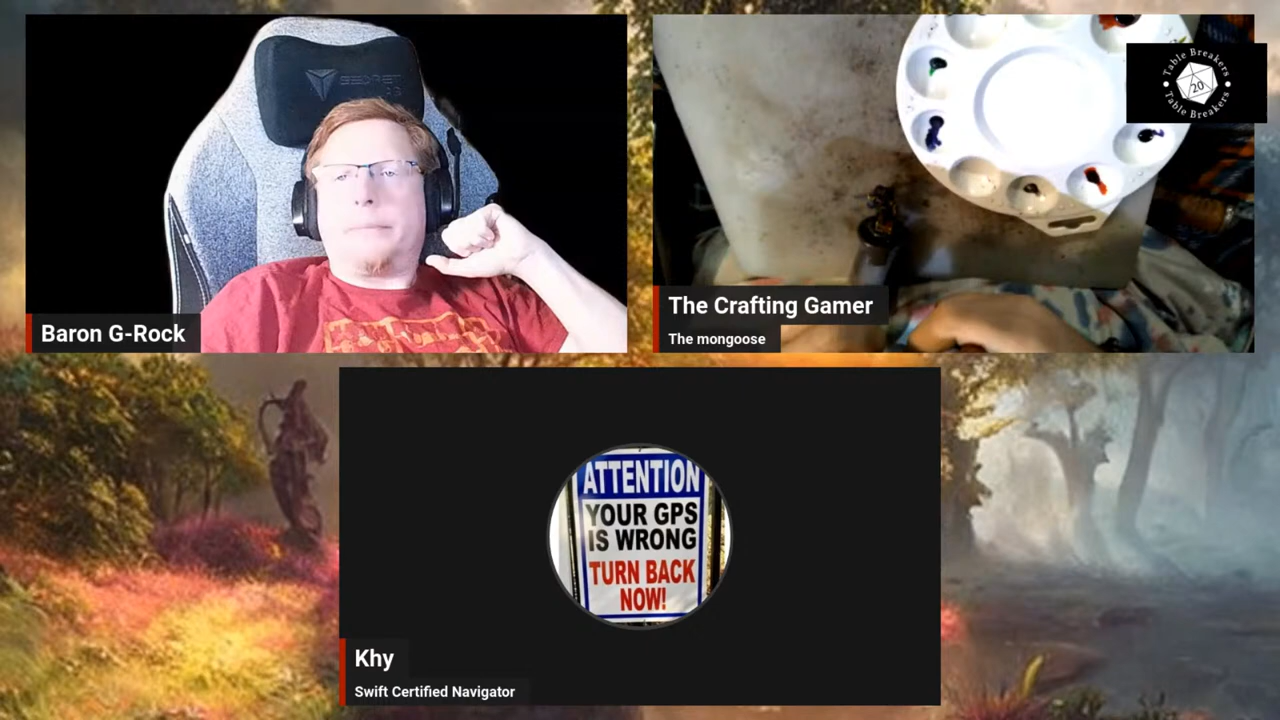 Baron G-Rock
The Crafting Gamer
The mongoose
Table Breakers
20
Table Breakers
ATTENTION
YOUR GPS
IS WRONG
TURN BACK
NOW!
Khy
Swift Certified Navigator